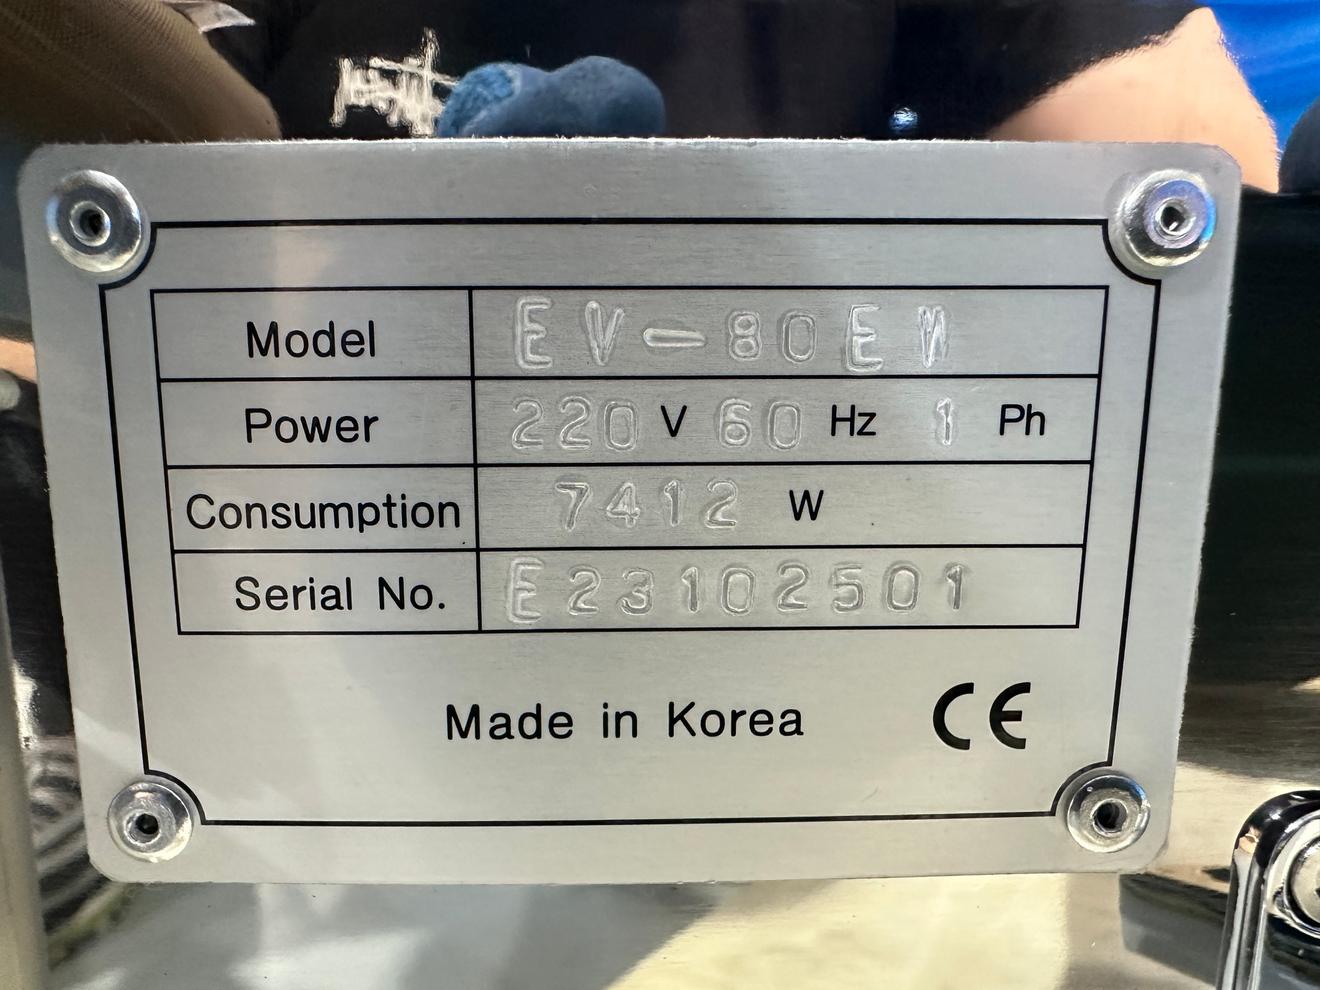 Model EV-80EW
Power 220 V 60 Hz 1 Ph
Consumption 7412 W
Serial No. E23102501
Made in Korea CE